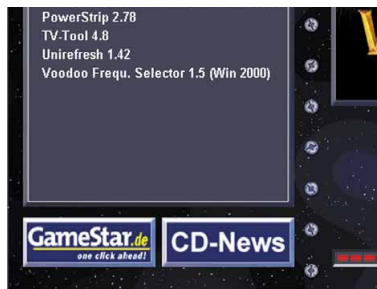 PowerStrip 2.78
TV-Tool 4.8
Unirefresh 1.42
Voodoo Frequ. Selector 1.5 (Win 2000)
GameStar.de
one click ahead!
CD-News